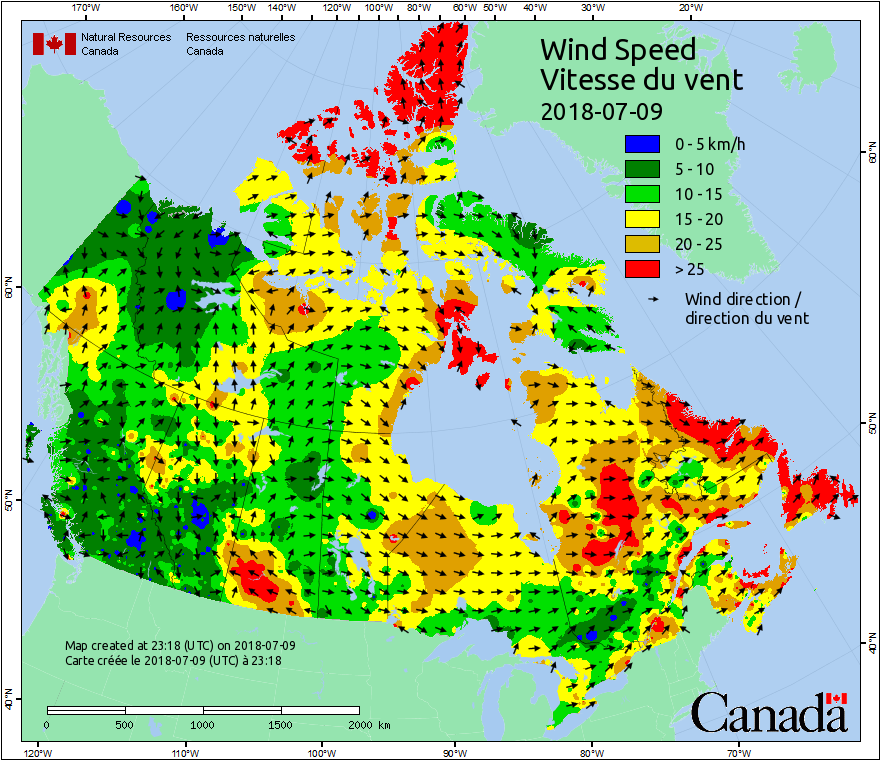 170°W 160°W 150°W 140°W 120°W 100°W 80°W 60°W 50°W 40°W 30°W 20°W
Natural Resources Ressources naturelles
Canada Canada
Wind Speed
Vitesse du vent
2018-07-09
0 - 5 km/h
5 - 10
10 - 15
15 - 20
20 - 25
> 25
Wind direction /
direction du vent
60°N
60°N
50°N
50°N
40°N
40°N
Map created at 23:18 (UTC) on 2018-07-09
Carte créée le 2018-07-09 (UTC) à 23:18
0 500 1000 1500 2000 km
Canada
120°W 110°W 100°W 90°W 80°W 70°W